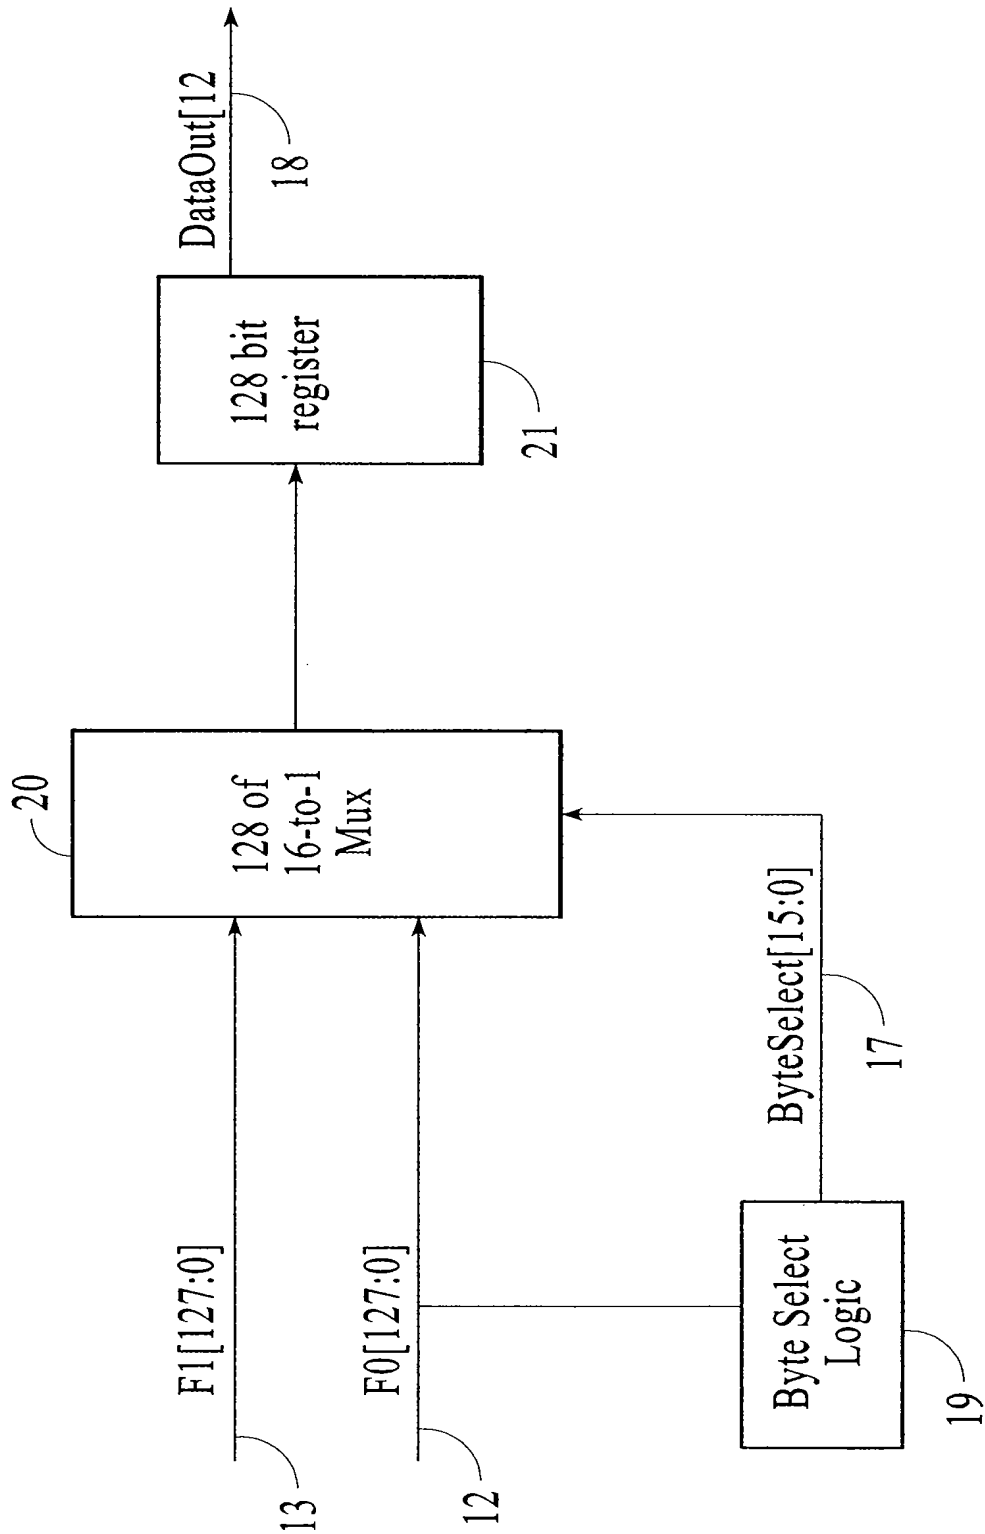 13
F1[127:0]
12
F0[127:0]
19
Byte Select
Logic
ByteSelect[15:0]
17
20
128 of
16-to-1
Mux
21
128 bit
register
DataOut[12
18